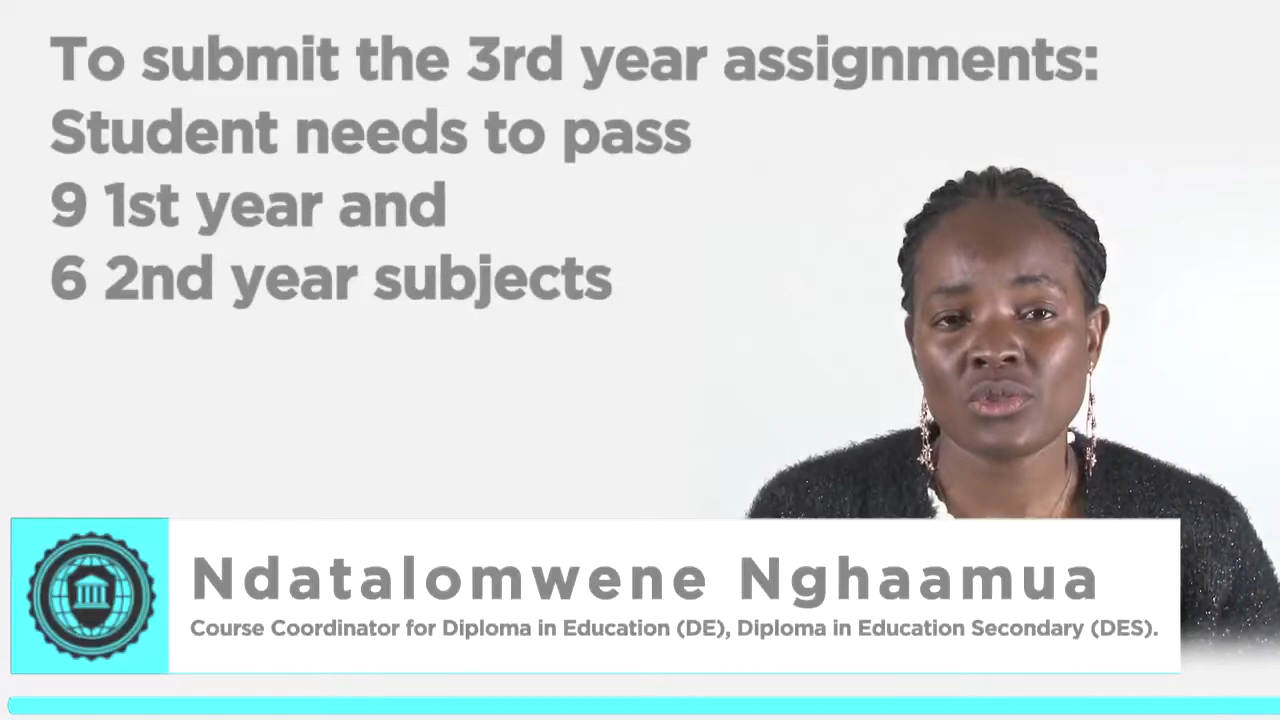 To submit the 3rd year assignments:
Student needs to pass
9 1st year and
6 2nd year subjects
Ndatalomwene Nghaamua
Course Coordinator for Diploma in Education (DE), Diploma in Education Secondary (DES).